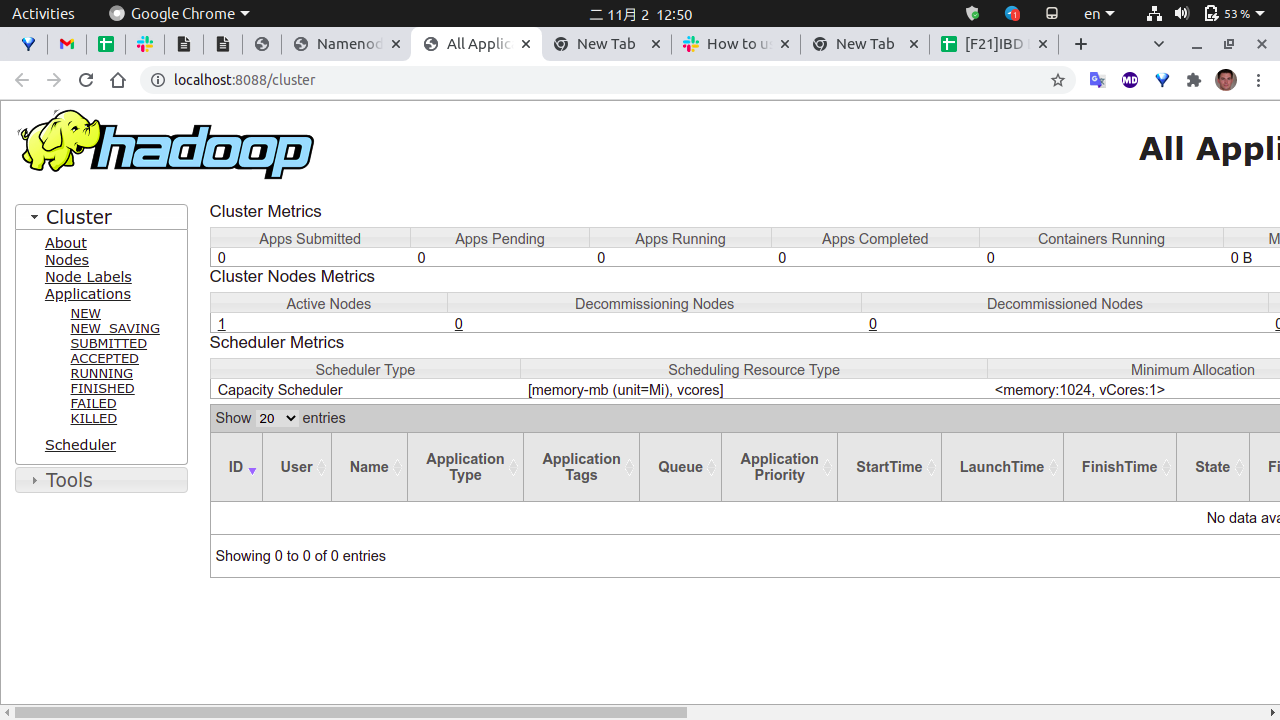 Activities Google Chrome 二 11月 2 12:50 en 53 %
Namenod All Applic New Tab How to u New Tab [F21]IBD
localhost:8088/cluster
hadoop
All Appli
Cluster
About
Nodes
Node Labels
Applications
NEW
NEW_SAVING
SUBMITTED
ACCEPTED
RUNNING
FINISHED
FAILED
KILLED
Scheduler
Tools
Cluster Metrics
Apps Submitted Apps Pending Apps Running Apps Completed Containers Running M
0 0 0 0 0 0 B
Cluster Nodes Metrics
Active Nodes Decommissioning Nodes Decommissioned Nodes
1 0 0 0
Scheduler Metrics
Scheduler Type Scheduling Resource Type Minimum Allocation
Capacity Scheduler [memory-mb (unit=Mi), vcores] <memory:1024, vCores:1>
Show 20 entries
ID User Name Application Type Application Tags Queue Application Priority StartTime LaunchTime FinishTime State Fi
No data ava
Showing 0 to 0 of 0 entries